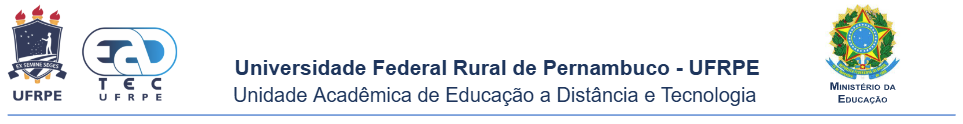 EX SEMINE SEGES
UFRPE
EAD
TEC
UFRPE
Universidade Federal Rural de Pernambuco - UFRPE
Unidade Acadêmica de Educação a Distância e Tecnologia
MINISTÉRIO DA
EDUCAÇÃO